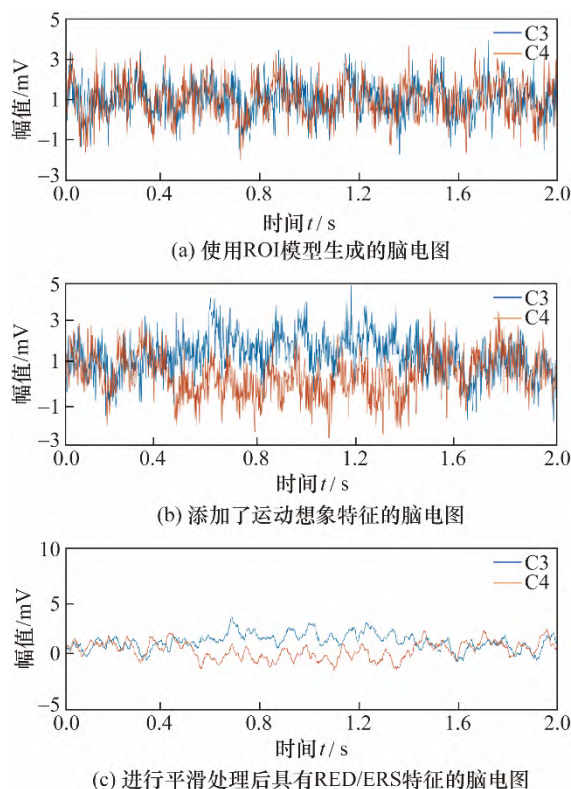 5
3
1
−1
−3
幅值/mV
C3
C4
0.0
0.4
0.8
1.2
1.6
2.0
时间t/s
(a) 使用ROI模型生成的脑电图
5
3
1
−1
−3
幅值/mV
C3
C4
0.0
0.4
0.8
1.2
1.6
2.0
时间t/s
(b) 添加了运动想象特征的脑电图
10
5
0
−5
幅值/mV
C3
C4
0.0
0.4
0.8
1.2
1.6
2.0
时间t/s
(c) 进行平滑处理后具有RED/ERS特征的脑电图